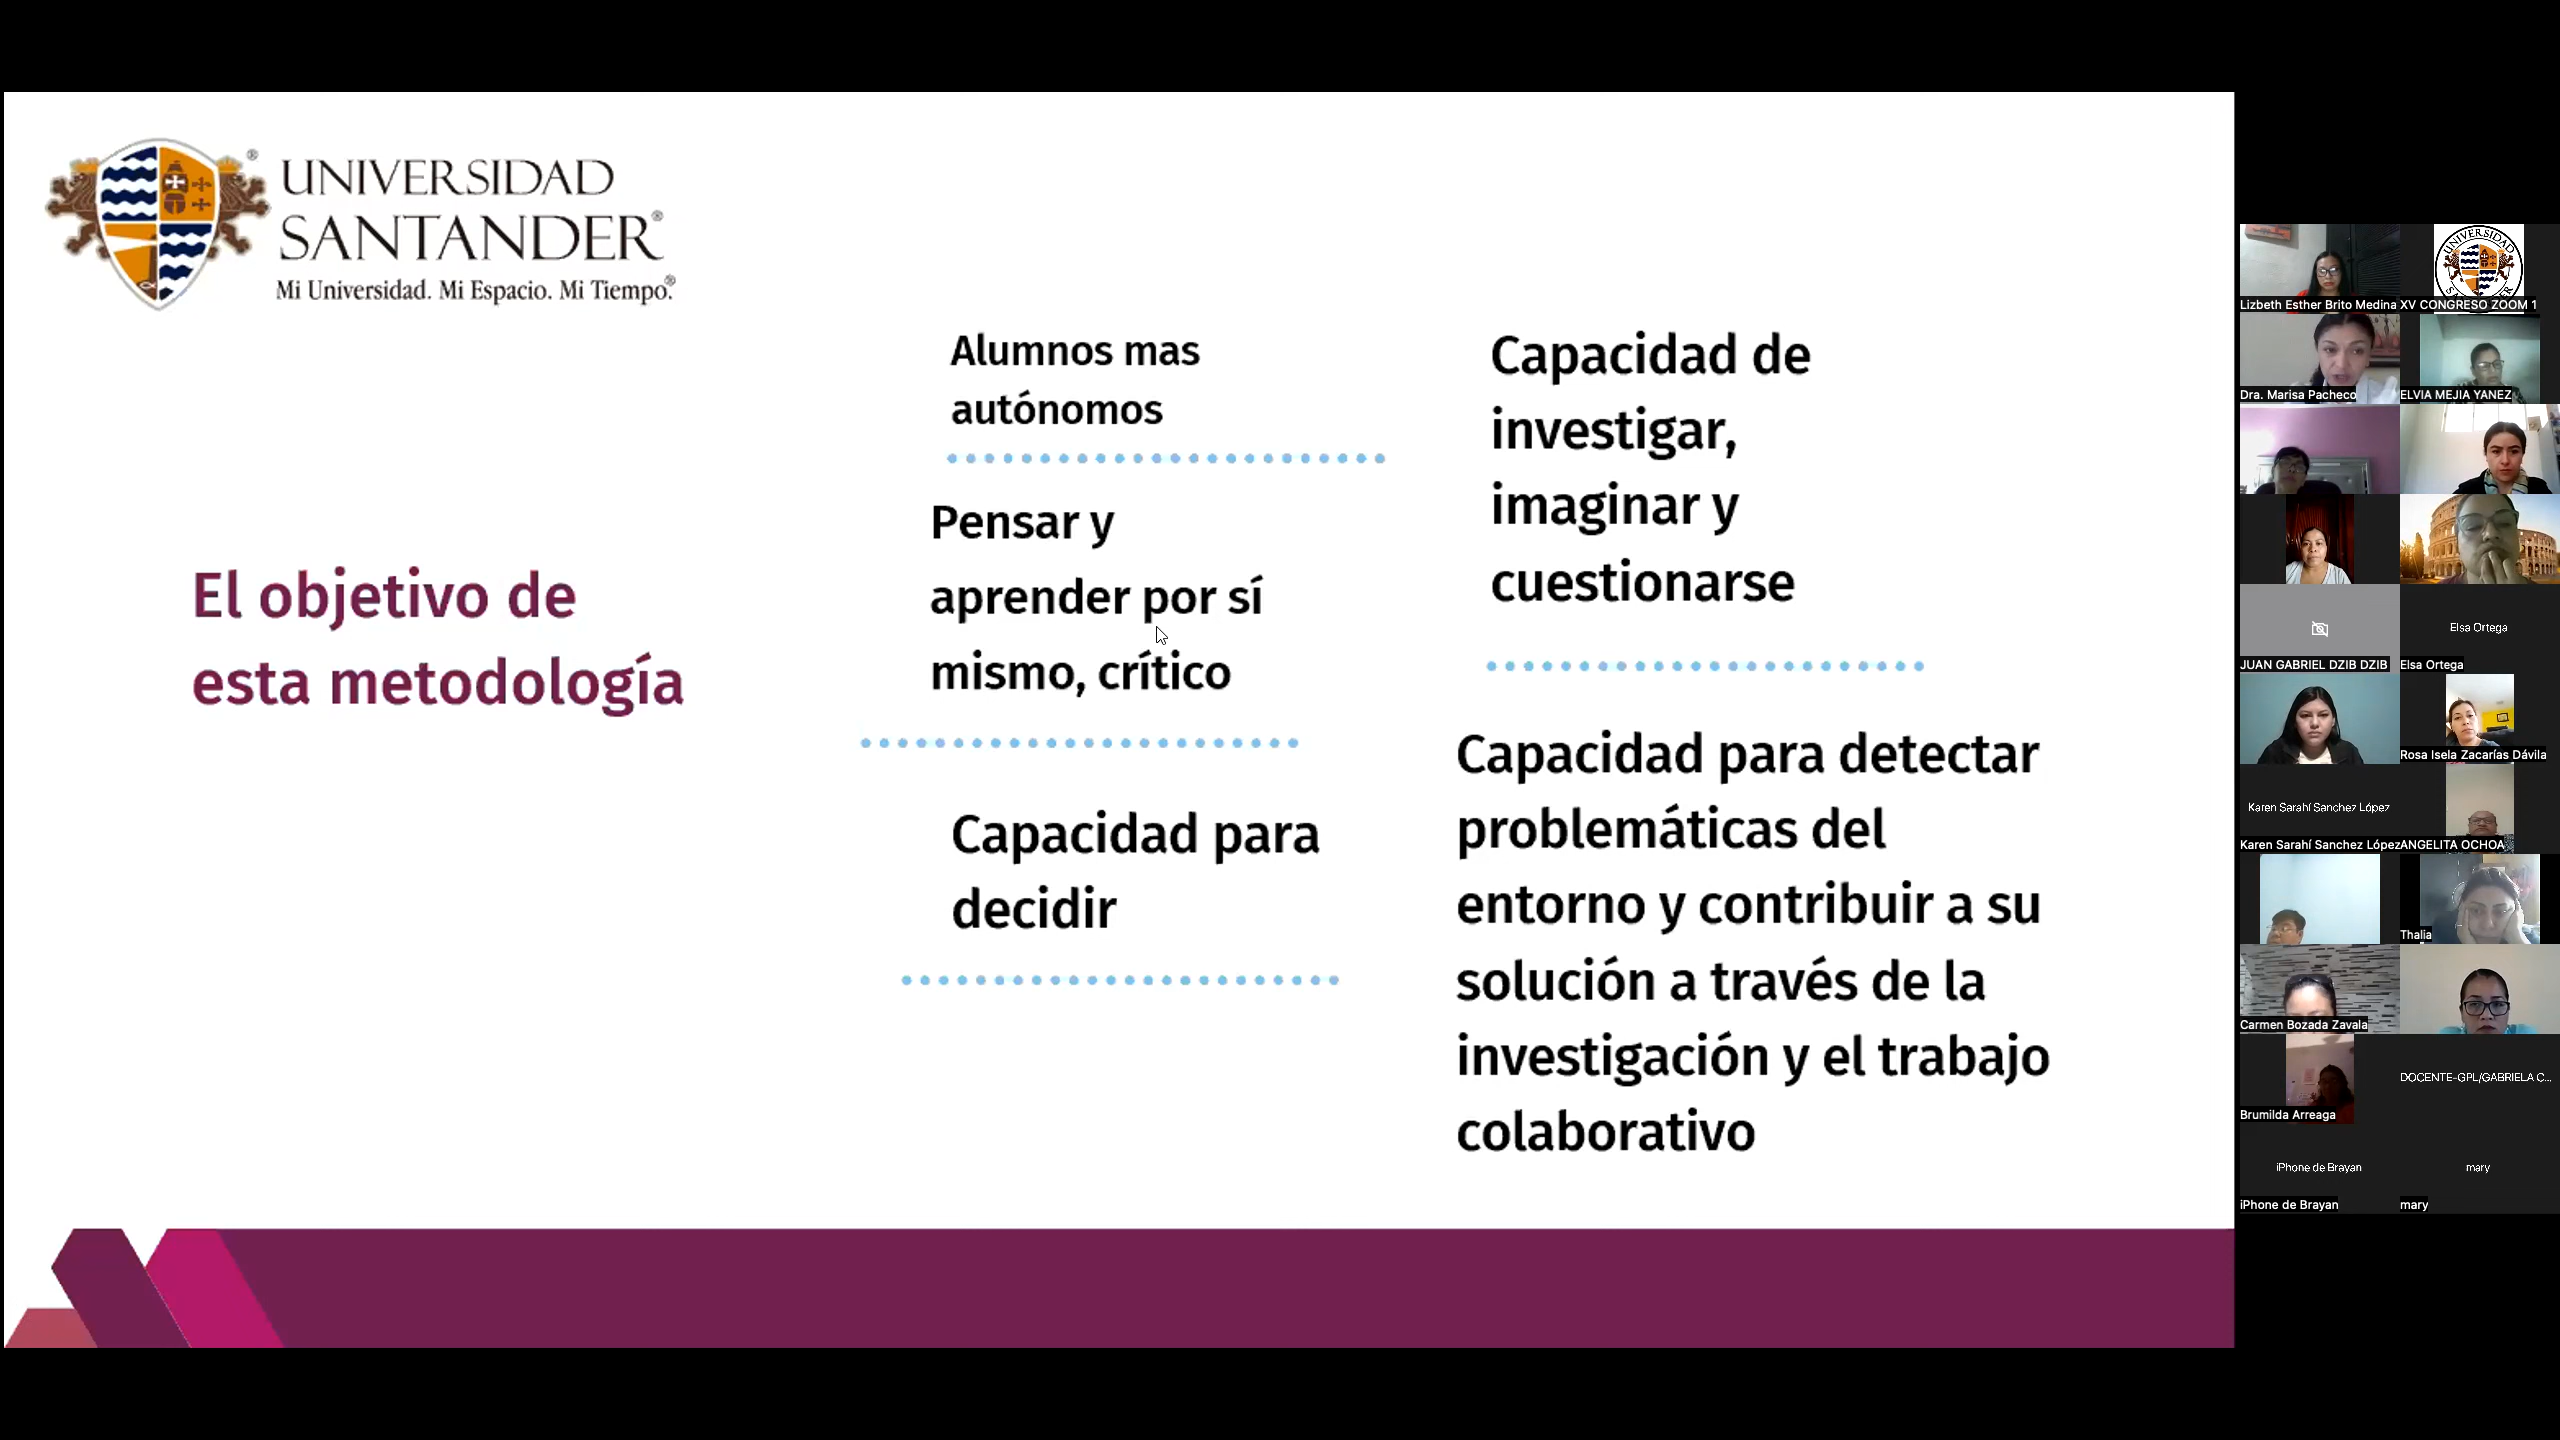 UNIVERSIDAD
SANTANDER®
Mi Universidad. Mi Espacio. Mi Tiempo.®
El objetivo de
esta metodología
Alumnos mas
autónomos
Pensar y
aprender por sí
mismo, crítico
Capacidad para
decidir
Capacidad de
investigar,
imaginar y
cuestionarse
Capacidad para detectar
problemáticas del
entorno y contribuir a su
solución a través de la
investigación y el trabajo
colaborativo
UNIVERSIDAD
Lizbeth Esther Brito Medina
XV CONGRESO ZOOM 1
Dra. Marisa Pacheco
ELVIA MEJIA YANEZ
Elsa Ortega
JUAN GABRIEL DZIB DZIB
Elsa Ortega
Rosa Isela Zacarías Dávila
Karen Sarahí Sanchez López
Karen Sarahí Sanchez López
ANGELITA OCHOA
Thalia
Carmen Bozada Zavala
DOCENTE-GPL/GABRIELA C...
Brumilda Arreaga
iPhone de Brayan
mary
iPhone de Brayan
mary